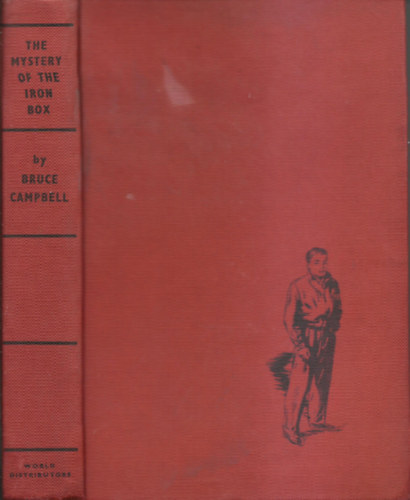 THE
MYSTERY
OF THE
IRON
BOX
by
BRUCE
CAMPBELL
WORLD
DISTRIBUTORS